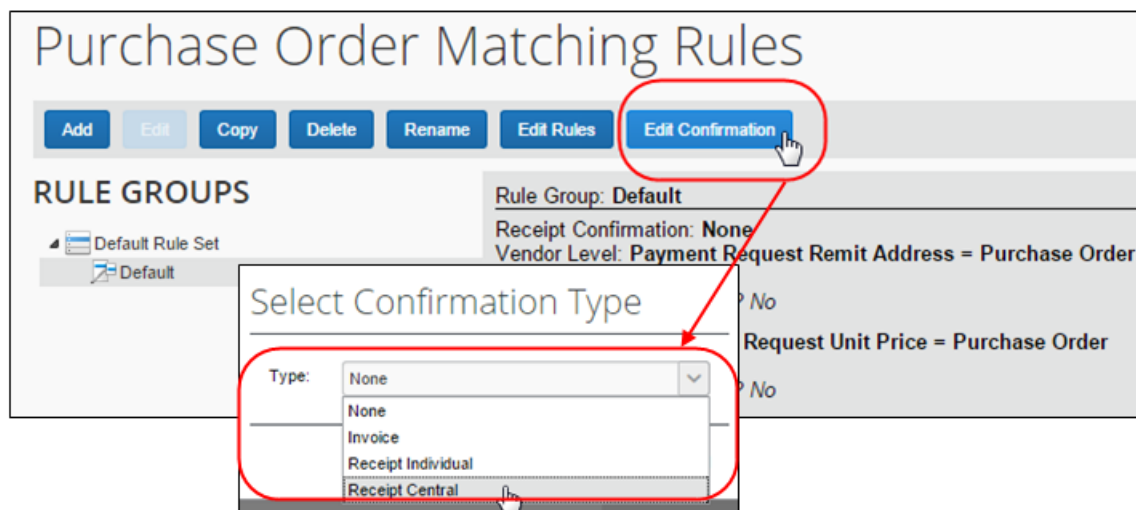 Purchase Order Matching Rules
Add Edit Copy Delete Rename Edit Rules Edit Confirmation
RULE GROUPS
Default Rule Set
Default
Rule Group: Default
Receipt Confirmation: None
Vendor Level: Payment Request Remit Address = Purchase Order
? No
Request Unit Price = Purchase Order
? No
Select Confirmation Type
Type: None
None
Invoice
Receipt Individual
Receipt Central